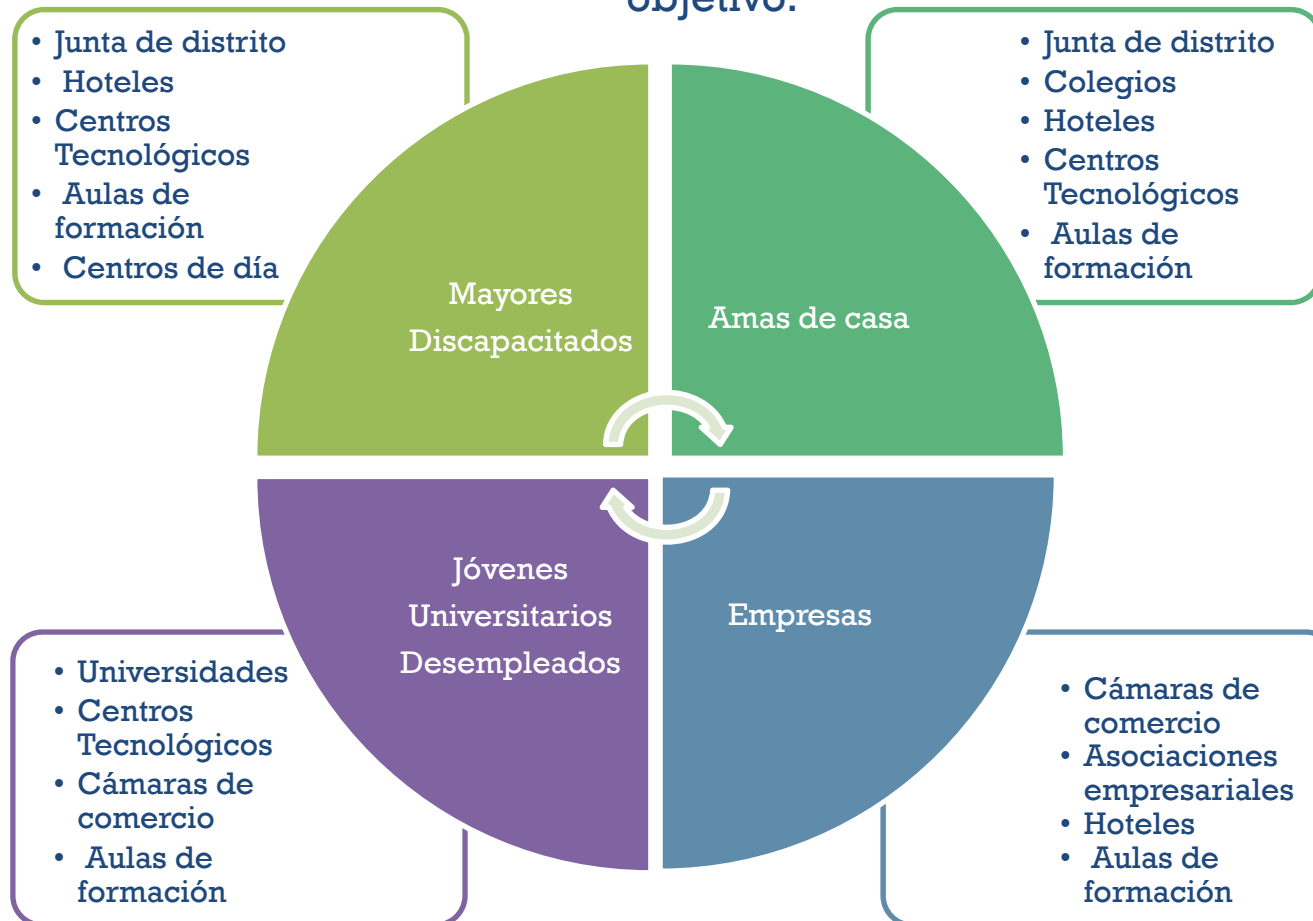 objetivo.
• Junta de distrito
• Hoteles
• Centros
Tecnológicos
• Aulas de
formación
• Centros de día
• Junta de distrito
• Colegios
• Hoteles
• Centros
Tecnológicos
• Aulas de
formación
Mayores
Discapacitados
Amas de casa
Jóvenes
Universitarios
Desempleados
Empresas
• Universidades
• Centros
Tecnológicos
• Cámaras de
comercio
• Aulas de
formación
• Cámaras de
comercio
• Asociaciones
empresariales
• Hoteles
• Aulas de
formación